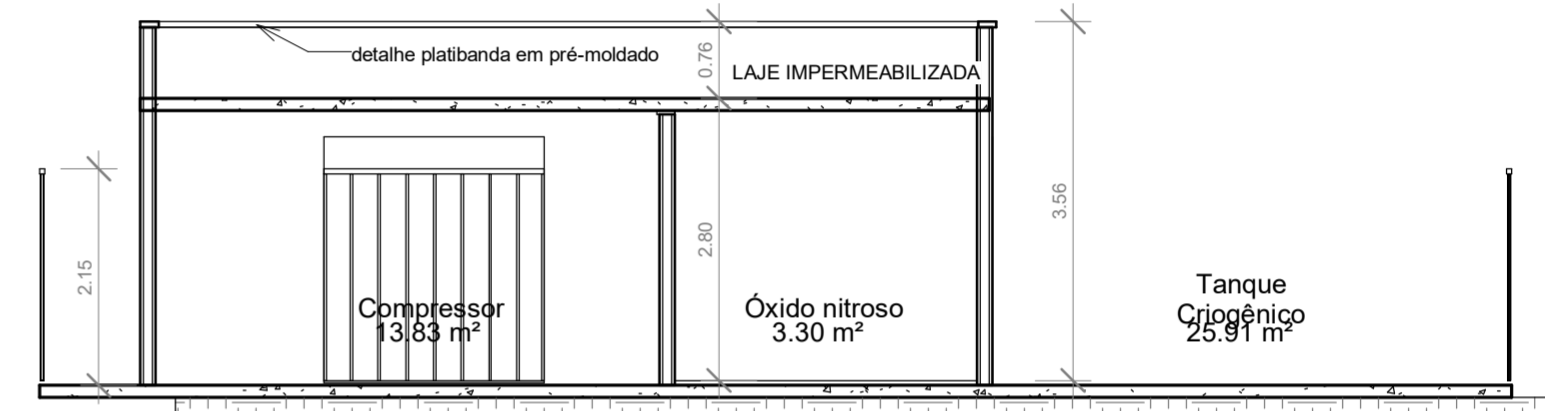 detalhe platibanda em pré-moldado
0.76
LAJE IMPERMEABILIZADA
2.15
2.80
3.56
Compressor
13.83 m²
Óxido nitroso
3.30 m²
Tanque
Criogênico
25.91 m²